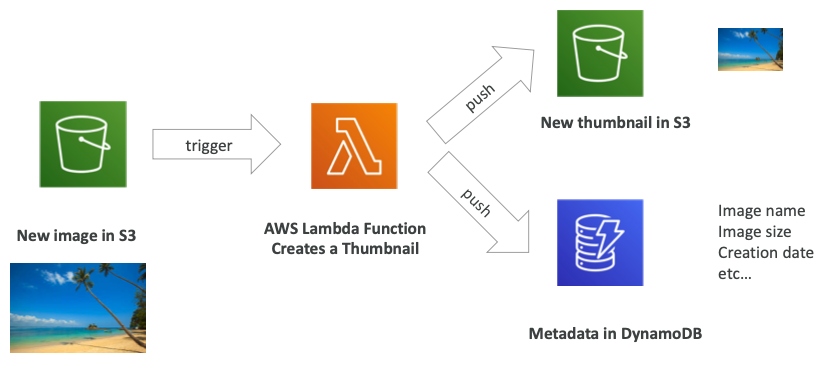 New image in S3
trigger
AWS Lambda Function
Creates a Thumbnail
push
New thumbnail in S3
push
Image name
Image size
Creation date
etc...
Metadata in DynamoDB